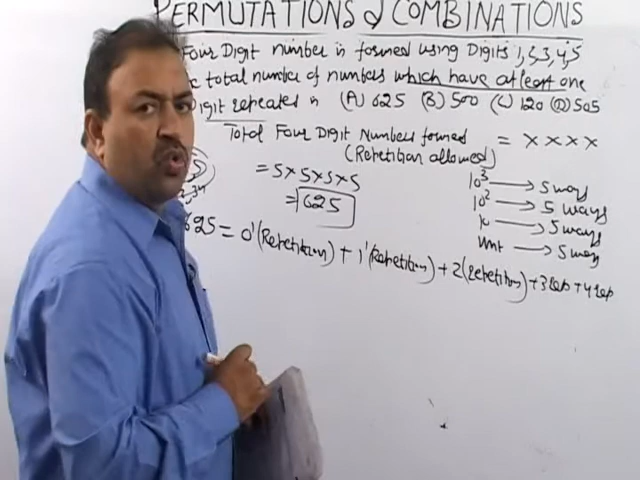 PERMUTATIONS & COMBINATIONS
Four Digit number is formed using Digits 1,2,3,4,5
total number of numbers which have at least one
digit repeated is (A) 625 (B) 500 (C) 120 (D) 505
Total Four Digit Numbers formed = x x x x
(Repetition allowed)
= 5 x 5 x 5 x 5
= 625
10³ → 5 ways
10² → 5 ways
10 → 5 ways
Unit → 5 ways
625 = 0'(Repetition) + 1'(Repetition) + 2(Repetition) + 3 Rep + 4 Rep